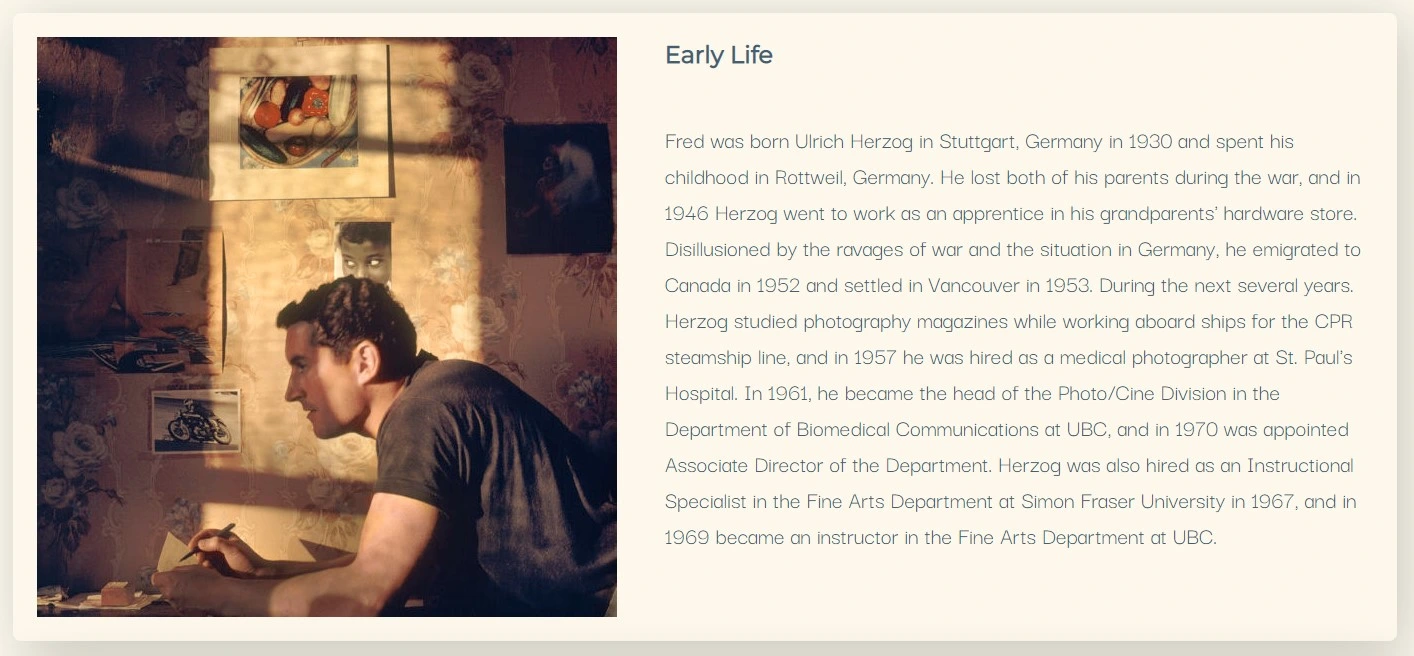 Early Life
Fred was born Ulrich Herzog in Stuttgart, Germany in 1930 and spent his
childhood in Rottweil, Germany. He lost both of his parents during the war, and in
1946 Herzog went to work as an apprentice in his grandparents’ hardware store.
Disillusioned by the ravages of war and the situation in Germany, he emigrated to
Canada in 1952 and settled in Vancouver in 1953. During the next several years.
Herzog studied photography magazines while working aboard ships for the CPR
steamship line, and in 1957 he was hired as a medical photographer at St. Paul’s
Hospital. In 1961, he became the head of the Photo/Cine Division in the
Department of Biomedical Communications at UBC, and in 1970 was appointed
Associate Director of the Department. Herzog was also hired as an Instructional
Specialist in the Fine Arts Department at Simon Fraser University in 1967, and in
1969 became an instructor in the Fine Arts Department at UBC.